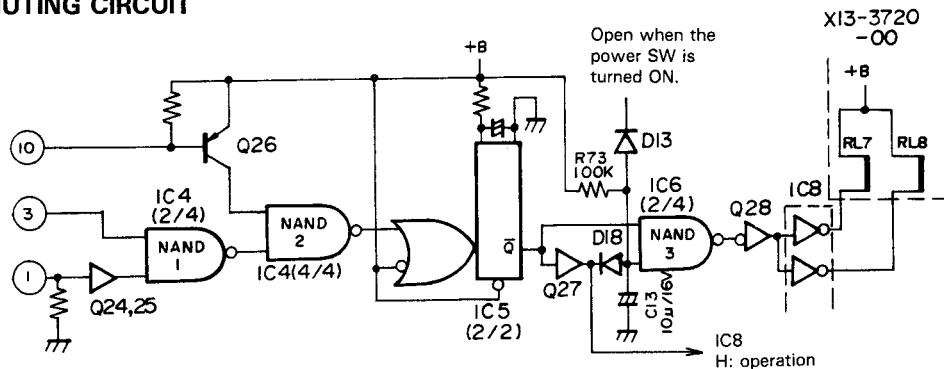 MUTING CIRCUIT
X13-3720
-00
Open when the
power SW is
turned ON.
+B
+B
D13
RL7
RL8
10
Q26
R73
100K
IC6
(2/4)
IC8
Q28
IC4
(2/4)
3
NAND
1
NAND
2
Q̅
D18
NAND
3
1
IC4(4/4)
Q24,25
IC5
(2/2)
Q27
C13
10μ/16V
IC8
H: operation